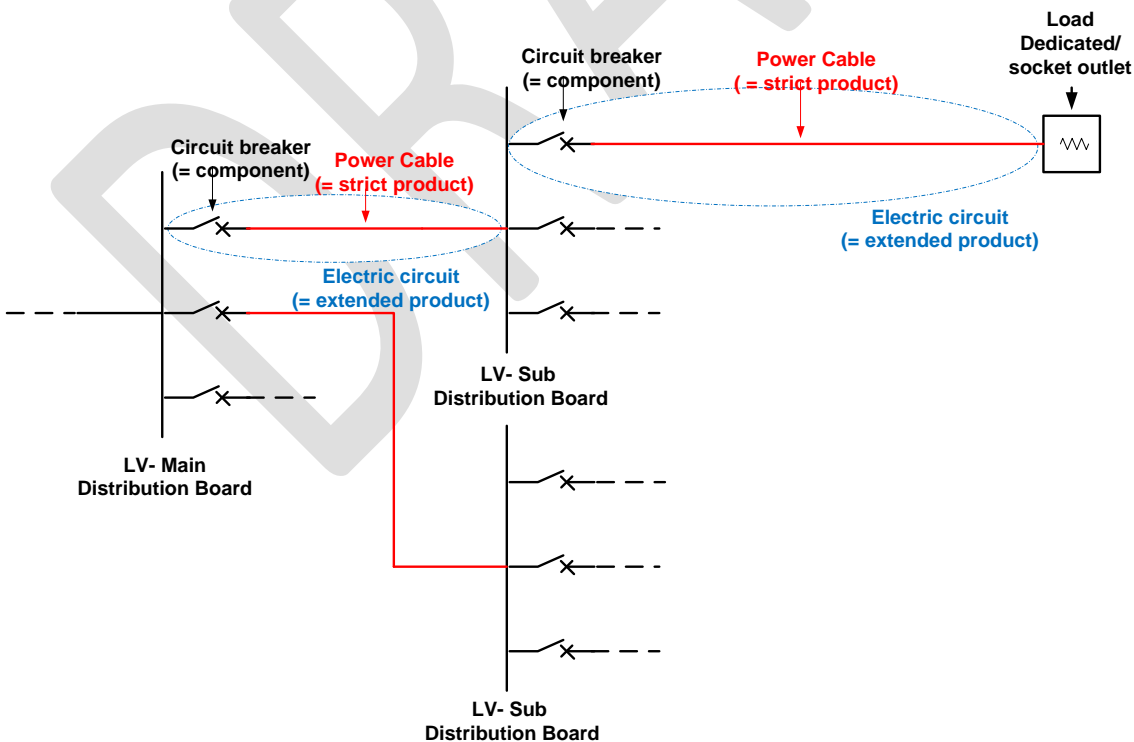 Load
Dedicated/
socket outlet
Circuit breaker
(= component)
Power Cable
( = strict product)
Circuit breaker
(= component)
Power Cable
(= strict product)
Electric circuit
(= extended product)
Electric circuit
(= extended product)
LV- Sub
Distribution Board
LV- Main
Distribution Board
LV- Sub
Distribution Board